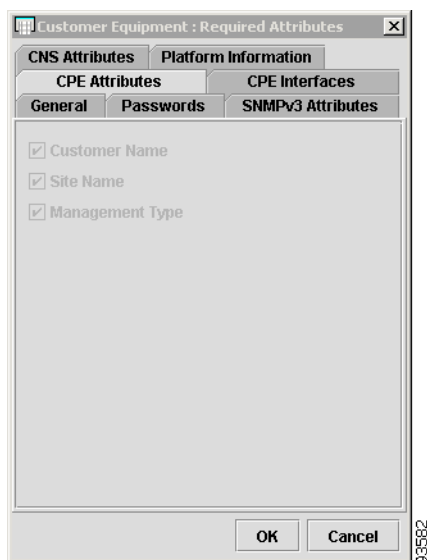 Customer Equipment : Required Attributes
CNS Attributes Platform Information
CPE Attributes CPE Interfaces
General Passwords SNMPv3 Attributes
Customer Name
Site Name
Management Type
OK Cancel
93582